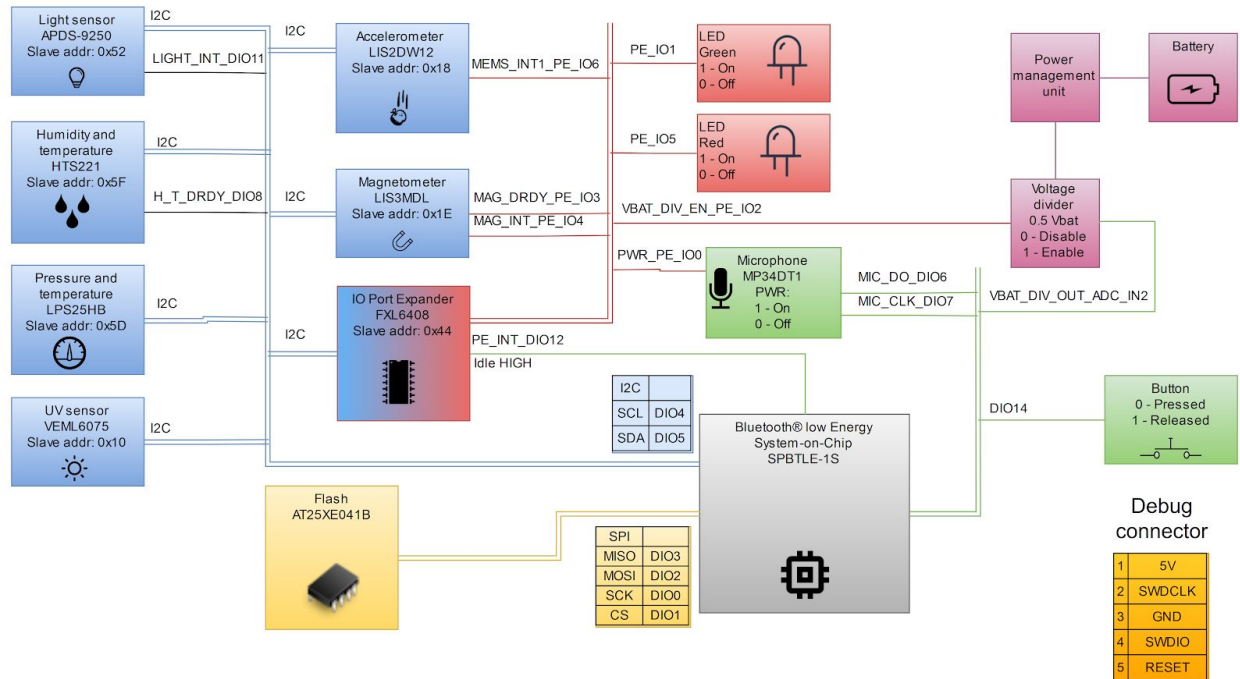 Light sensor
APDS-9250
Slave addr: 0x52
I2C
LIGHT_INT_DIO11
Humidity and
temperature
HTS221
Slave addr: 0x5F
I2C
H_T_DRDY_DIO8
Pressure and
temperature
LPS25HB
Slave addr: 0x5D
I2C
UV sensor
VEML6075
Slave addr: 0x10
I2C
I2C
Accelerometer
LIS2DW12
Slave addr: 0x18
MEMS_INT1_PE_IO6
I2C
Magnetometer
LIS3MDL
Slave addr: 0x1E
MAG_DRDY_PE_IO3
MAG_INT_PE_IO4
I2C
IO Port Expander
FXL6408
Slave addr: 0x44
PE_INT_DIO12
Idle HIGH
Flash
AT25XE041B
PE_IO1
LED
Green
1 - On
0 - Off
PE_IO5
LED
Red
1 - On
0 - Off
VBAT_DIV_EN_PE_IO2
PWR_PE_IO0
Microphone
MP34DT1
PWR:
1 - On
0 - Off
MIC_DO_DIO6
MIC_CLK_DIO7
Power
management
unit
Battery
Voltage
divider
0.5 Vbat
0 - Disable
1 - Enable
VBAT_DIV_OUT_ADC_IN2
I2C
SCL DIO4
SDA DIO5
Bluetooth® low Energy
System-on-Chip
SPBTLE-1S
SPI
MISO DIO3
MOSI DIO2
SCK DIO0
CS DIO1
DIO14
Button
0 - Pressed
1 - Released
Debug
connector
1 5V
2 SWDCLK
3 GND
4 SWDIO
5 RESET